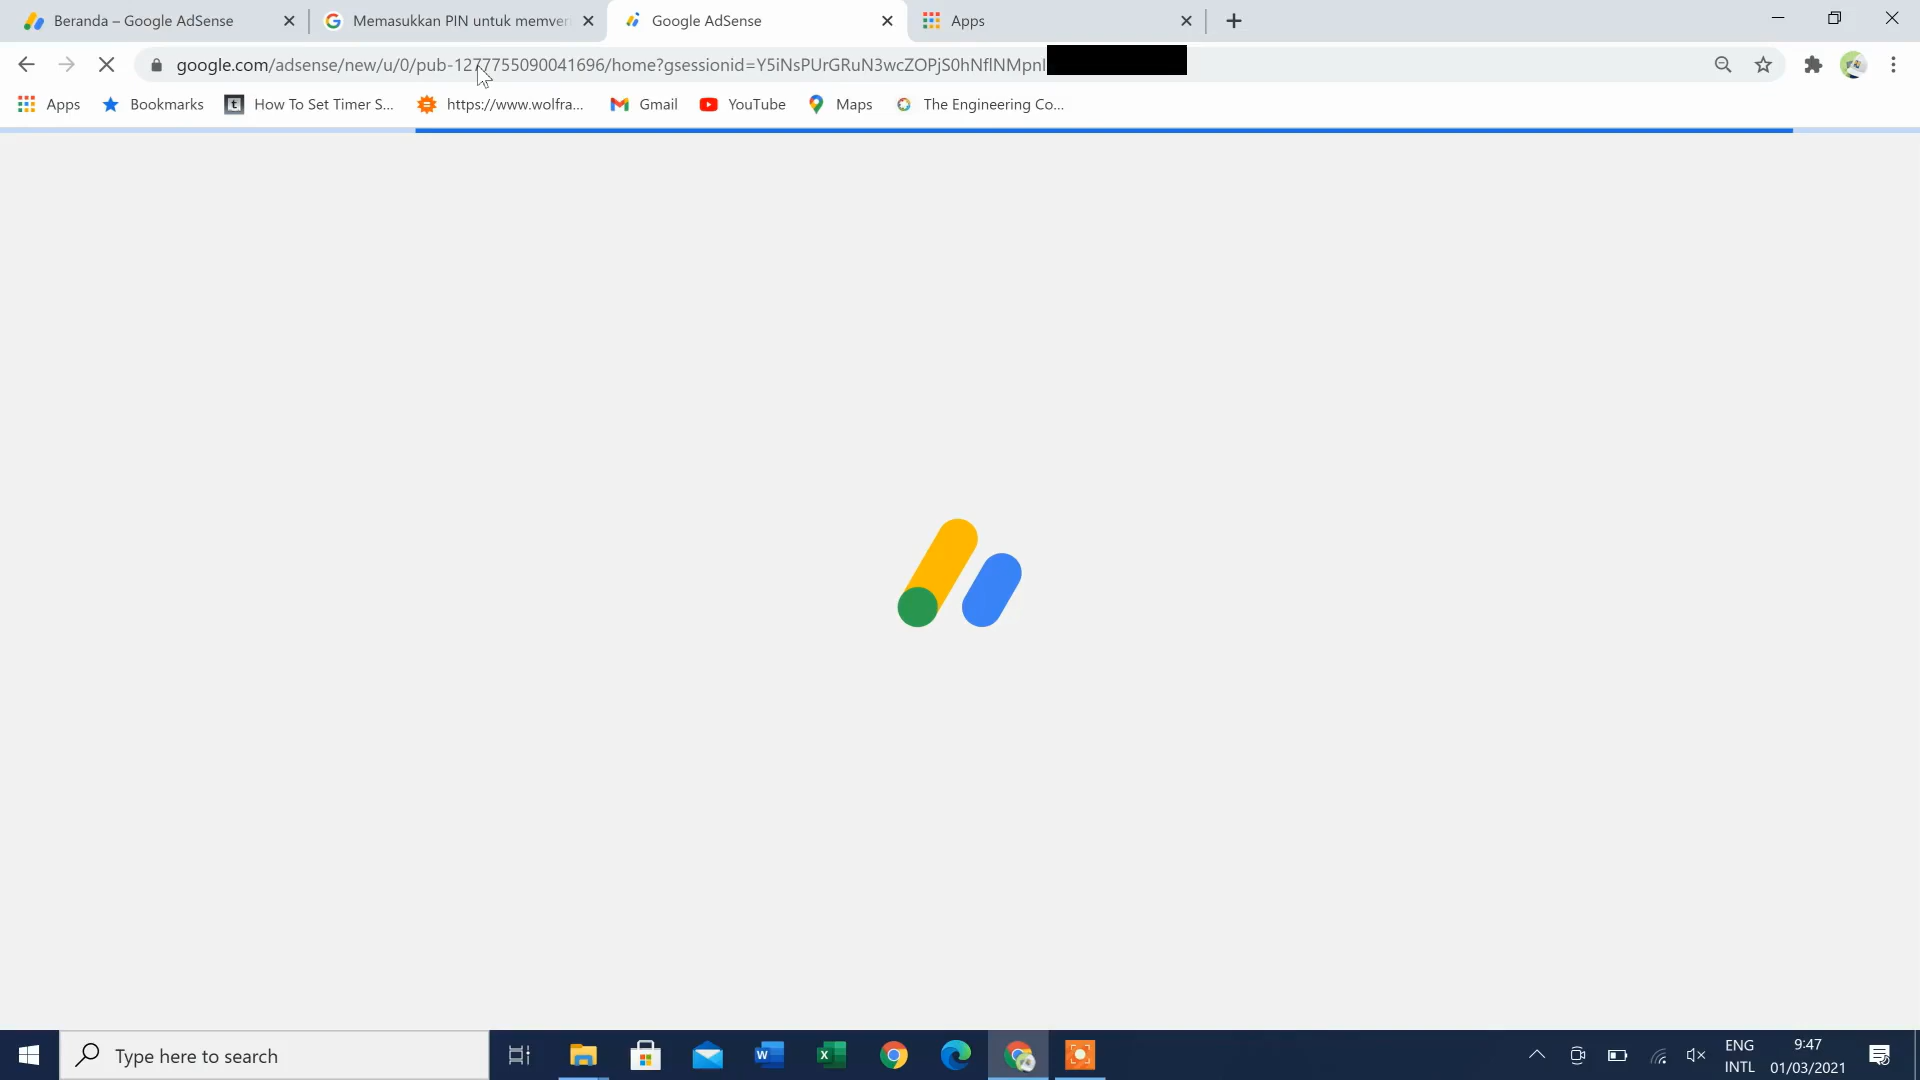 Beranda – Google AdSense
Memasukkan PIN untuk memver
Google AdSense
Apps
google.com/adsense/new/u/0/pub-1277755090041696/home?gsessionid=Y5iNsPUrGRuN3wcZOPjS0hNflNMpnI
Apps
Bookmarks
How To Set Timer S...
https://www.wolfra...
Gmail
YouTube
Maps
The Engineering Co...
Type here to search
ENG
INTL
9:47
01/03/2021